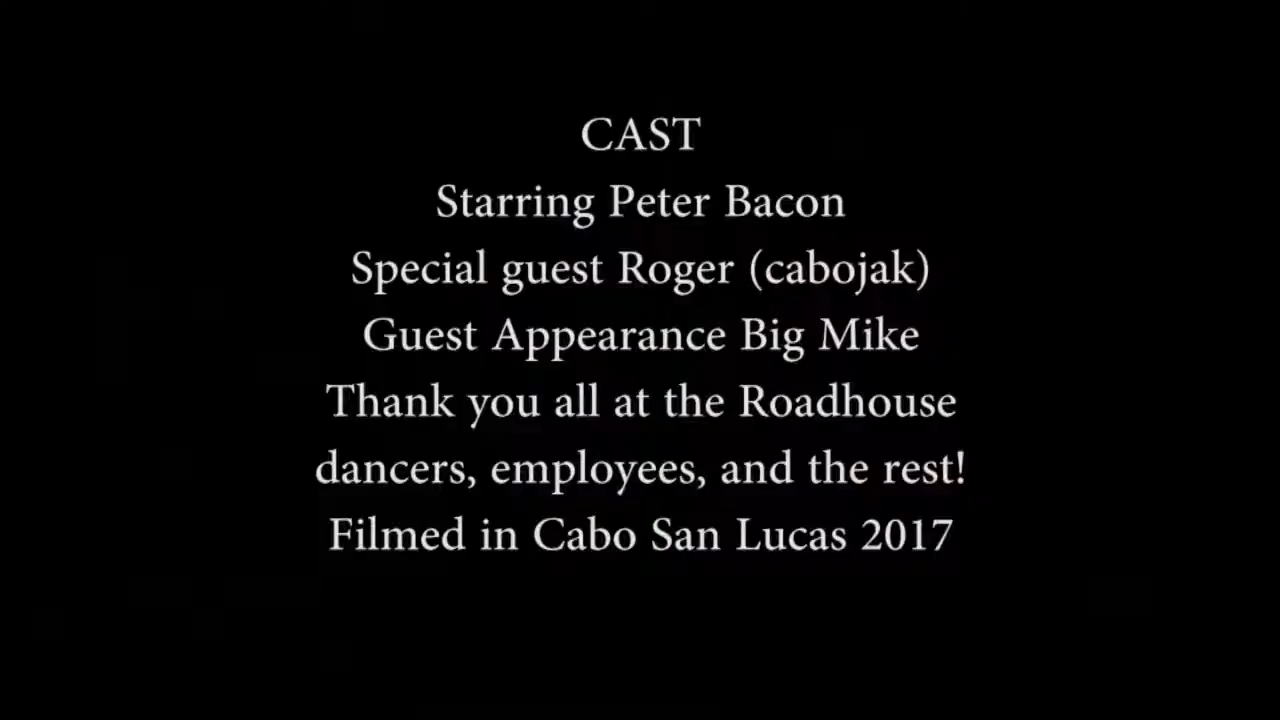 CAST
Starring Peter Bacon
Special guest Roger (cabojak)
Guest Appearance Big Mike
Thank you all at the Roadhouse
dancers, employees, and the rest!
Filmed in Cabo San Lucas 2017